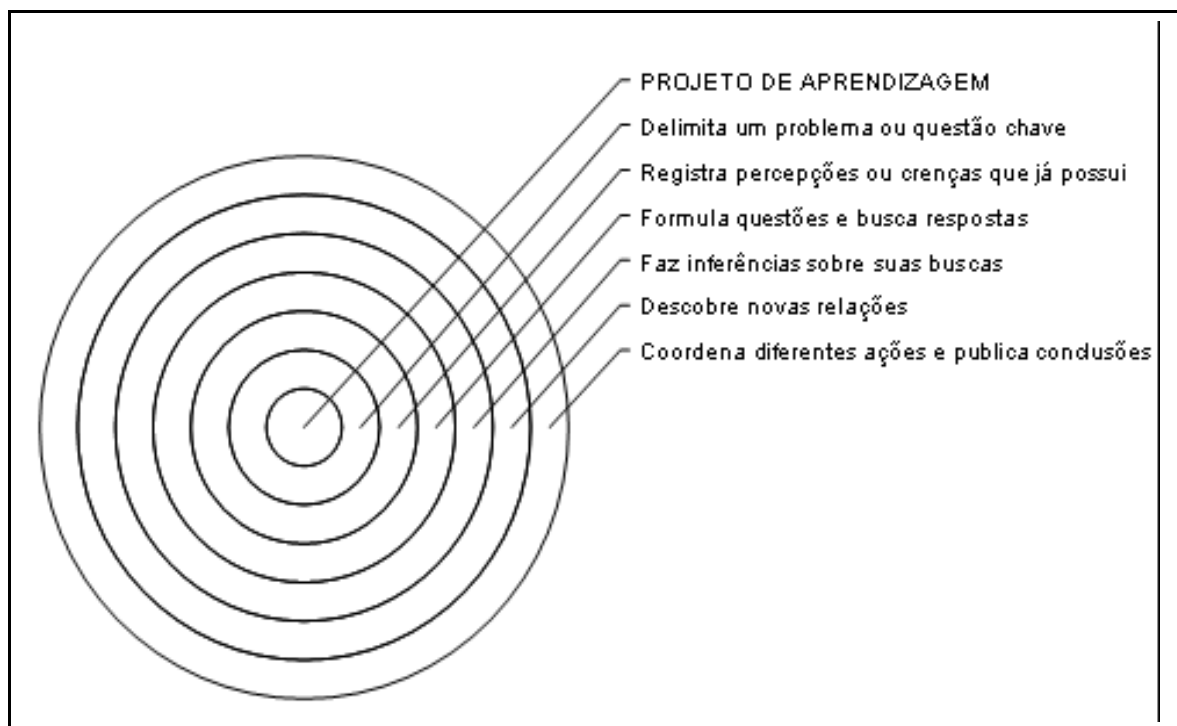 PROJETO DE APRENDIZAGEM
Delimita um problema ou questão chave
Registra percepções ou crenças que já possui
Formula questões e busca respostas
Faz inferências sobre suas buscas
Descobre novas relações
Coordena diferentes ações e publica conclusões